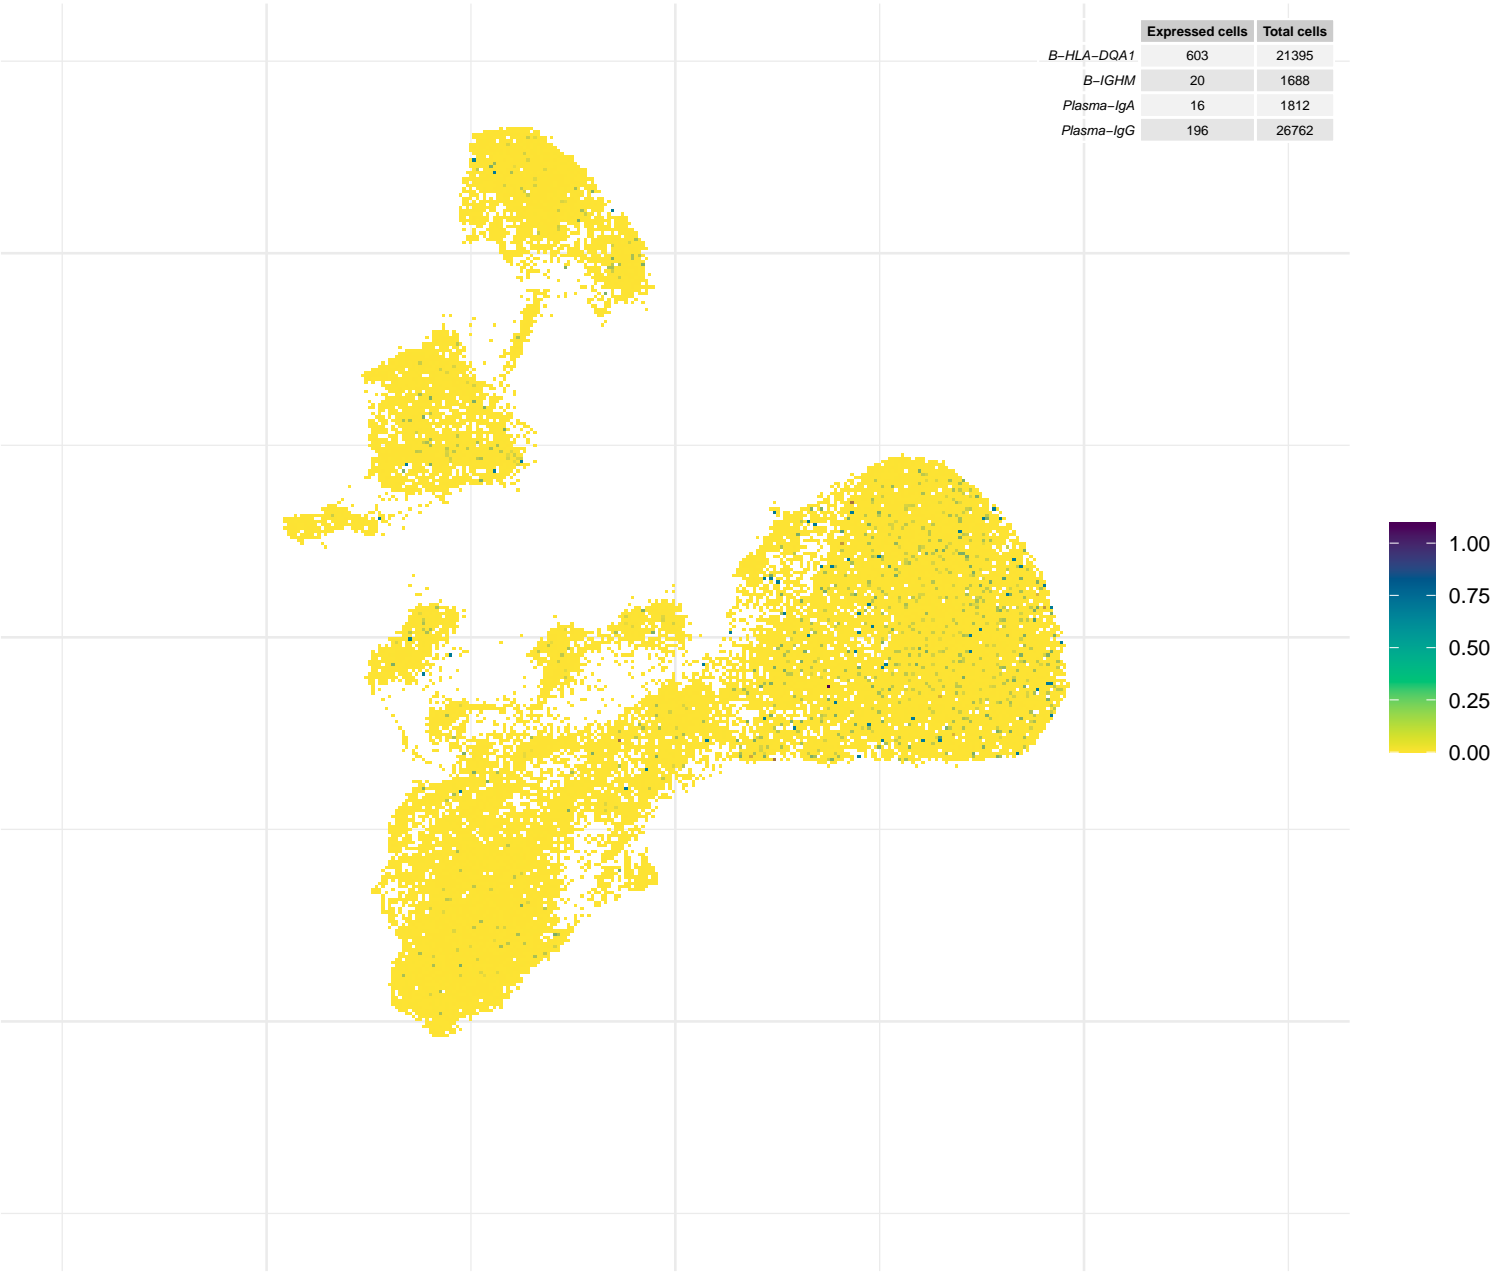 Expressed cells Total cells
B−HLA−DQA1 603 21395
B−IGHM 20 1688
Plasma−IgA 16 1812
Plasma−IgG 196 26762
1.00
0.75
0.50
0.25
0.00